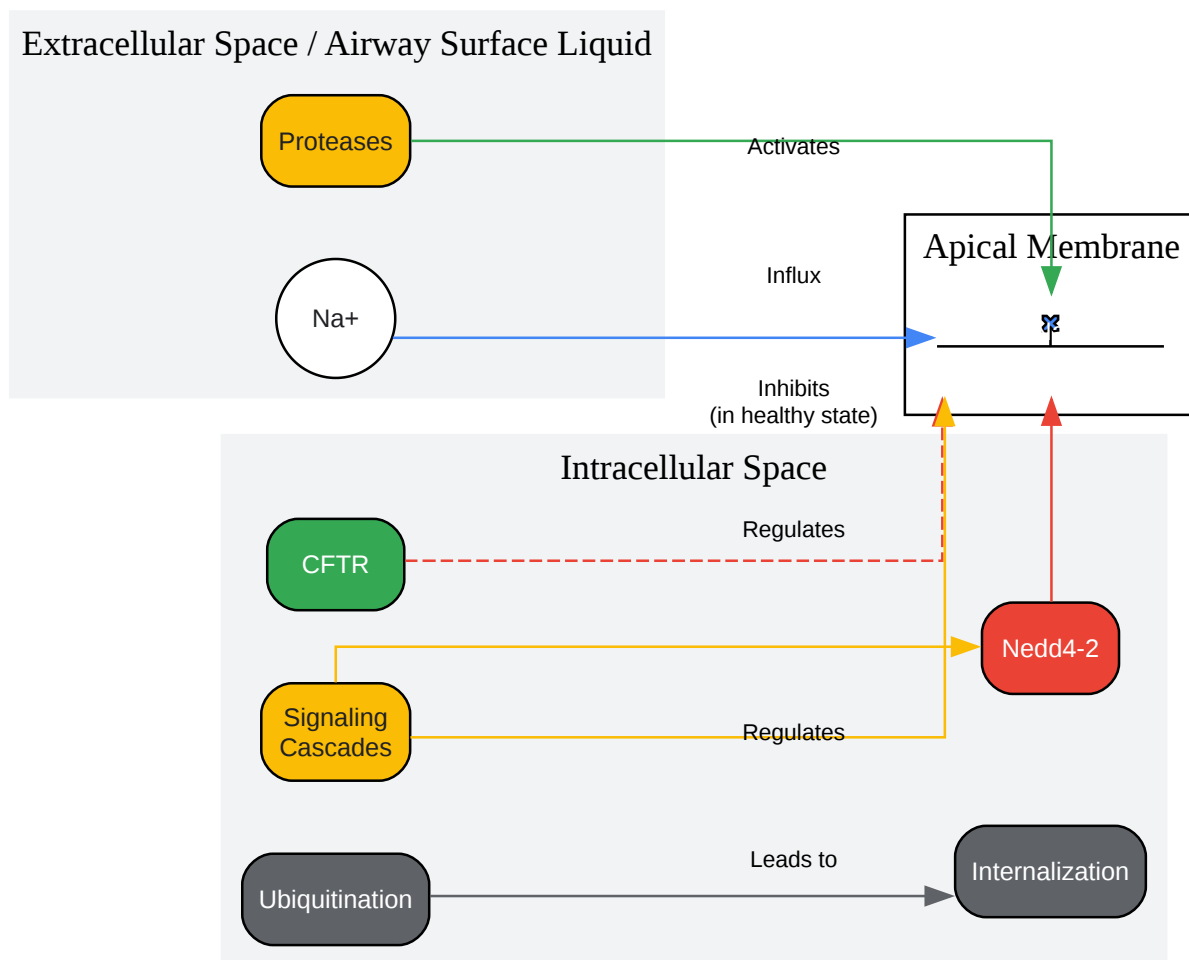 Extracellular Space / Airway Surface Liquid
Proteases
Activates
Apical Membrane
Influx
Na+
Inhibits
(in healthy state)
Intracellular Space
Regulates
CFTR
Nedd4-2
Signaling
Cascades
Regulates
Leads to
Internalization
Ubiquitination